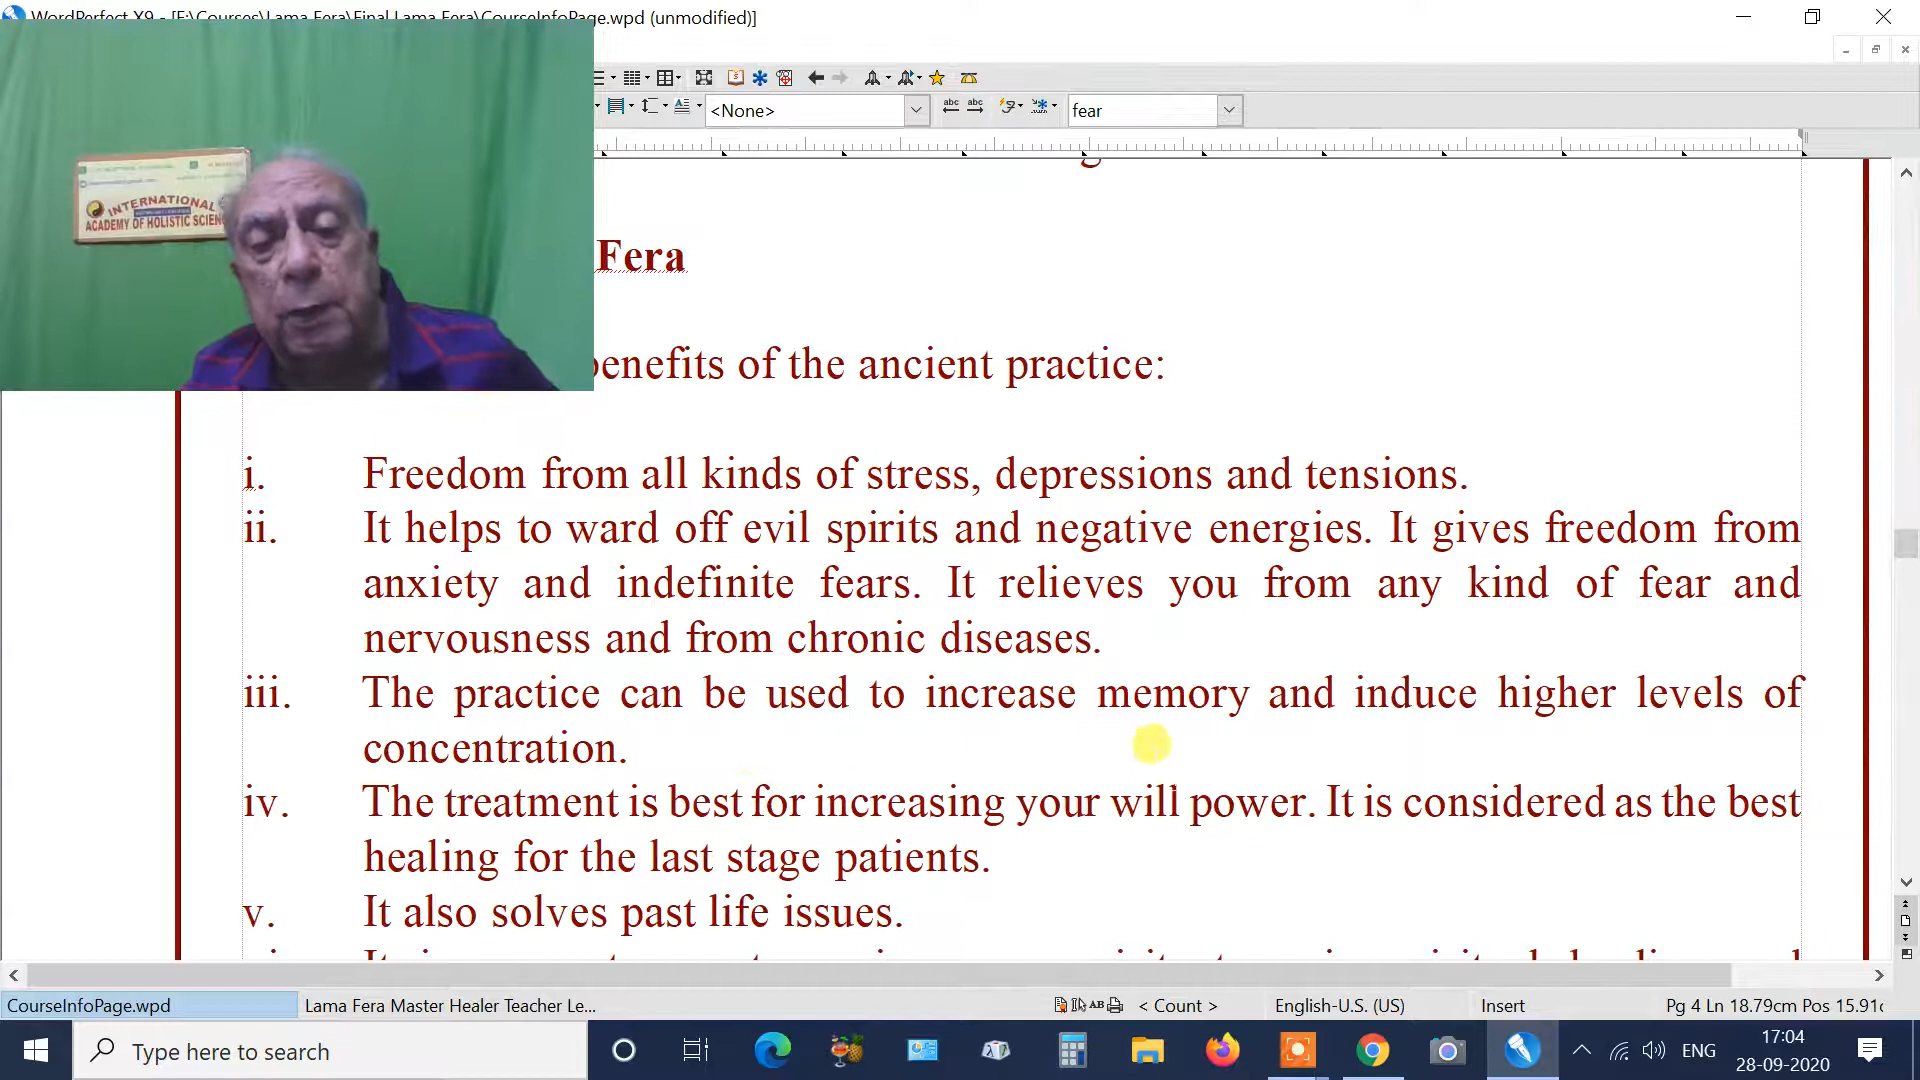 WordPerfect X9 - [F:\Courses\Lama Fera\Final Lama Fera\CourseInfoPage.wpd (unmodified)]
<None>
fear
INTERNATIONAL
ACADEMY OF HOLISTIC SCIEN
Fera
benefits of the ancient practice:
i. Freedom from all kinds of stress, depressions and tensions.
ii. It helps to ward off evil spirits and negative energies. It gives freedom from
anxiety and indefinite fears. It relieves you from any kind of fear and
nervousness and from chronic diseases.
iii. The practice can be used to increase memory and induce higher levels of
concentration.
iv. The treatment is best for increasing your will power. It is considered as the best
healing for the last stage patients.
v. It also solves past life issues.
CourseInfoPage.wpd Lama Fera Master Healer Teacher Le... AB < Count > English-U.S. (US) Insert Pg 4 Ln 18.79cm Pos 15.91c
Type here to search
ENG
17:04
28-09-2020